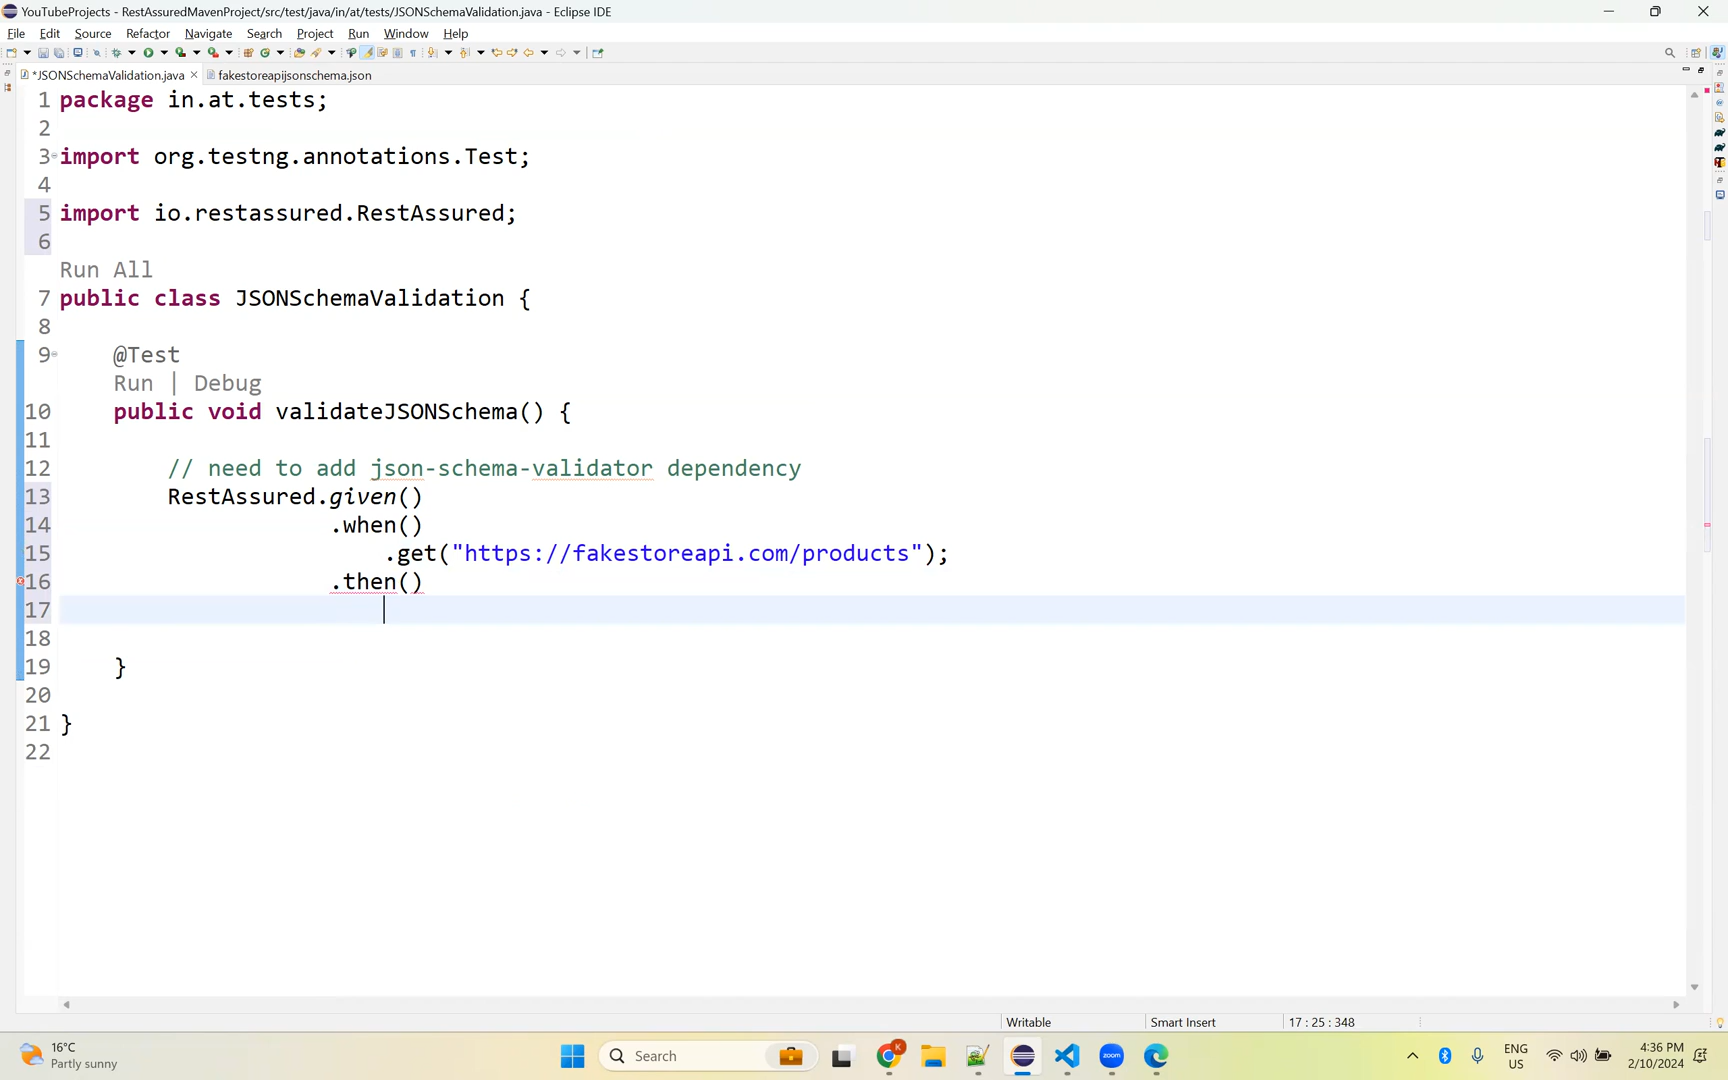 YouTubeProjects - RestAssuredMavenProject/src/test/java/in/at/tests/JSONSchemaValidation.java - Eclipse IDE
File Edit Source Refactor Navigate Search Project Run Window Help
*JSONSchemaValidation.java fakestoreapijsonschema.json
1 package in.at.tests;
2
3 import org.testng.annotations.Test;
4
5 import io.restassured.RestAssured;
6
Run All
7 public class JSONSchemaValidation {
8
9 @Test
Run | Debug
10 public void validateJSONSchema() {
11
12 // need to add json-schema-validator dependency
13 RestAssured.given()
14 .when()
15 .get("https://fakestoreapi.com/products");
16 .then()
17
18
19 }
20
21 }
22
Writable Smart Insert 17 : 25 : 348
16°C
Partly sunny
Search
zoom
K
ENG
US
4:36 PM
2/10/2024